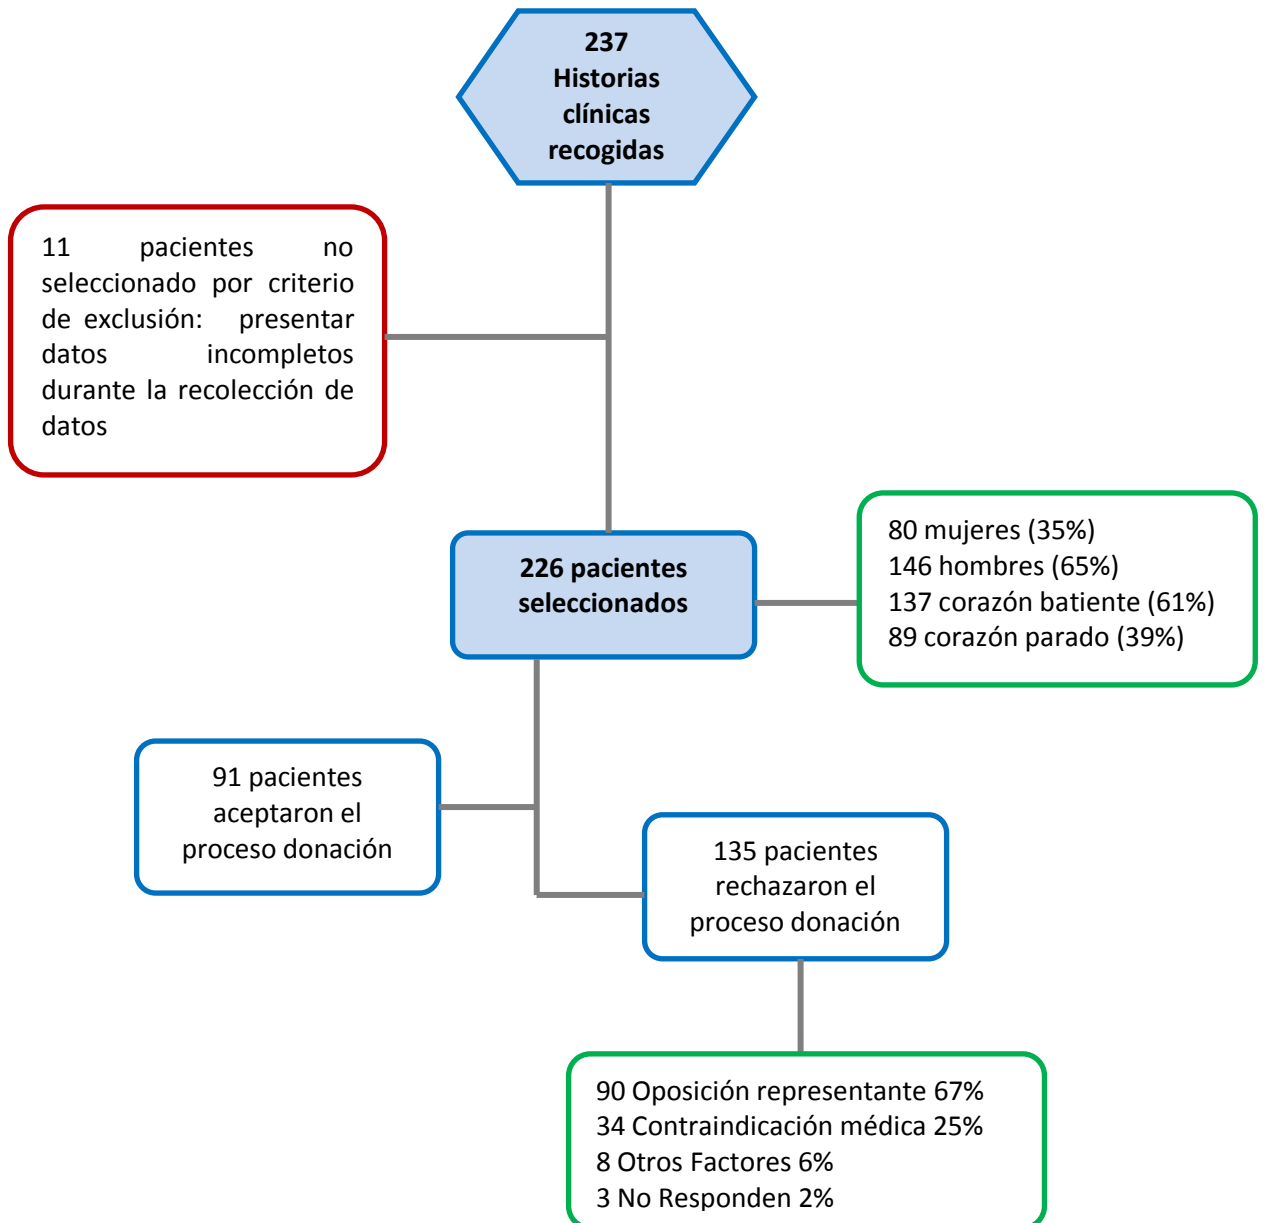 237
Historias
clínicas
recogidas
11 pacientes no
seleccionado por criterio
de exclusión: presentar
datos incompletos
durante la recolección de
datos
226 pacientes
seleccionados
80 mujeres (35%)
146 hombres (65%)
137 corazón batiente (61%)
89 corazón parado (39%)
91 pacientes
aceptaron el
proceso donación
135 pacientes
rechazaron el
proceso donación
90 Oposición representante 67%
34 Contraindicación médica 25%
8 Otros Factores 6%
3 No Responden 2%